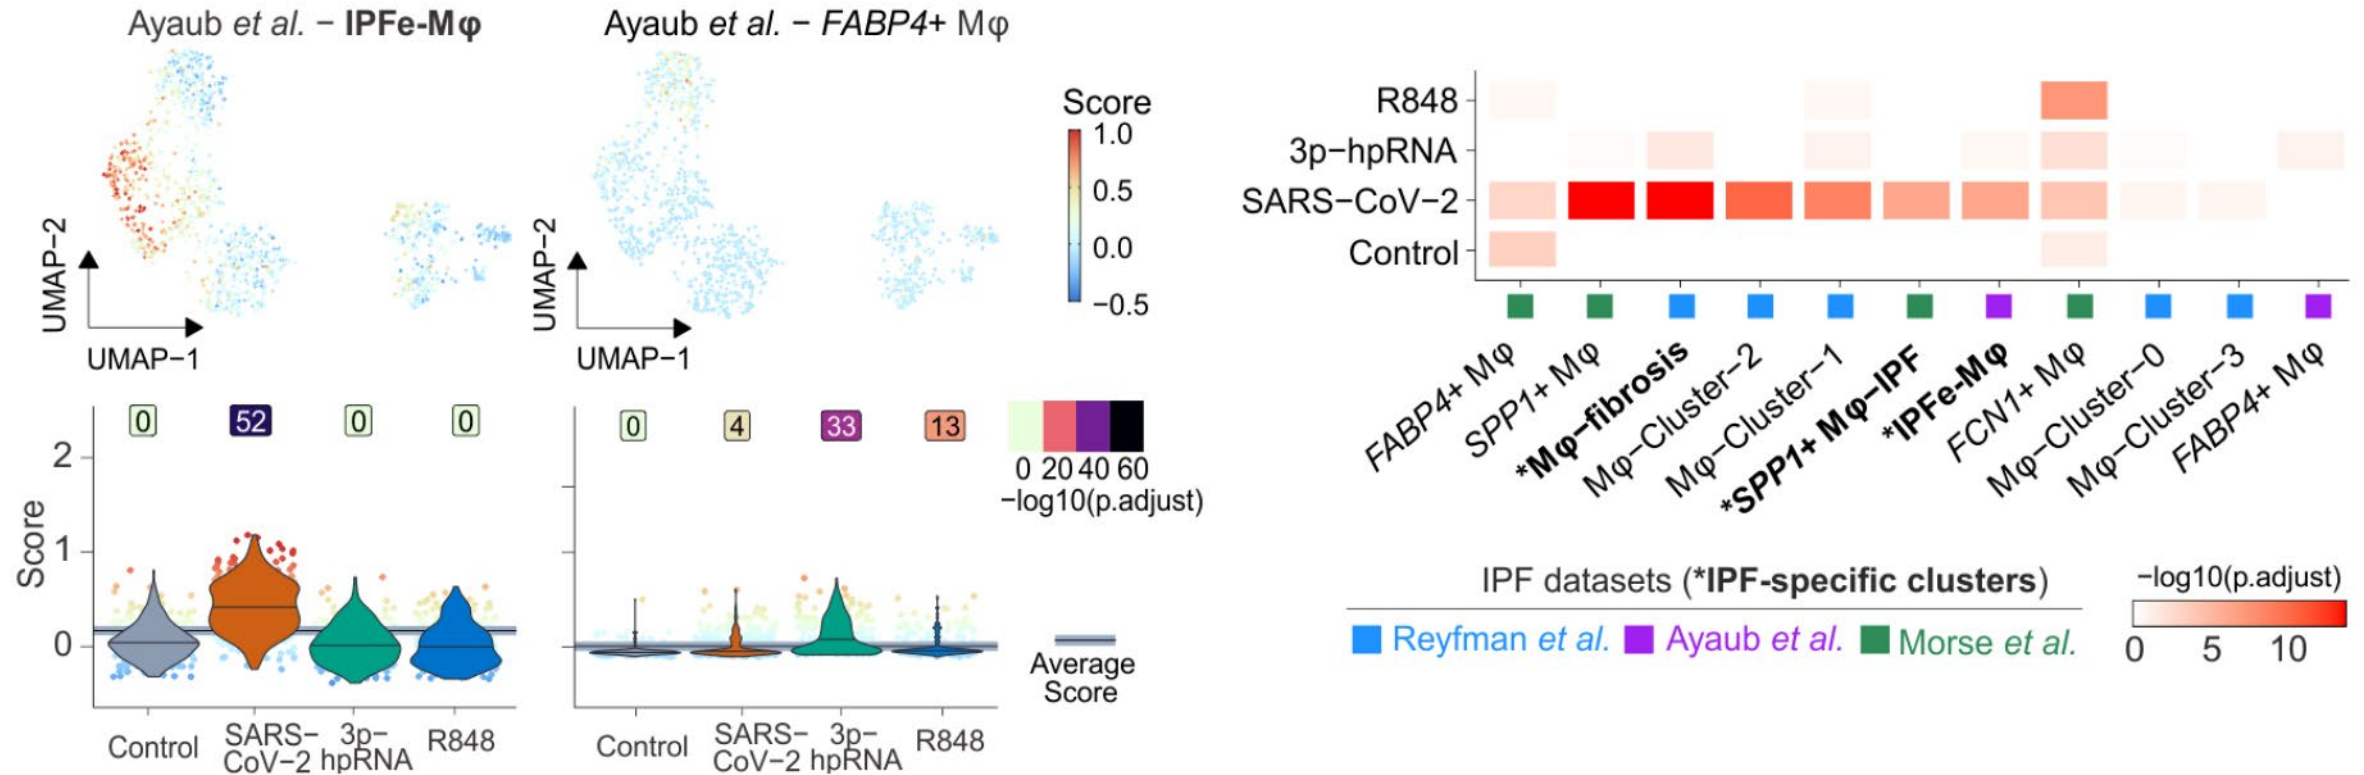 Ayaub et al. − IPFe-Mφ
Ayaub et al. − FABP4+ Mφ
Score
1.0
0.5
0.0
−0.5
UMAP−2
UMAP−1
UMAP−2
UMAP−1
0
52
0
0
0
4
33
13
0 20 40 60
−log10(p.adjust)
Score
2
1
0
Average
Score
Control
SARS−
CoV−2
3p−
hpRNA
R848
Control
SARS−
CoV−2
3p−
hpRNA
R848
R848
3p−hpRNA
SARS−CoV−2
Control
FABP4+ Mφ
SPP1+ Mφ
*Mφ−fibrosis
Mφ−Cluster−2
Mφ−Cluster−1
*SPP1+ Mφ−IPF
*IPFe−Mφ
FCN1+ Mφ
Mφ−Cluster−0
Mφ−Cluster−3
FABP4+ Mφ
IPF datasets (*IPF-specific clusters)
Reyfman et al.
Ayaub et al.
Morse et al.
−log10(p.adjust)
0 5 10